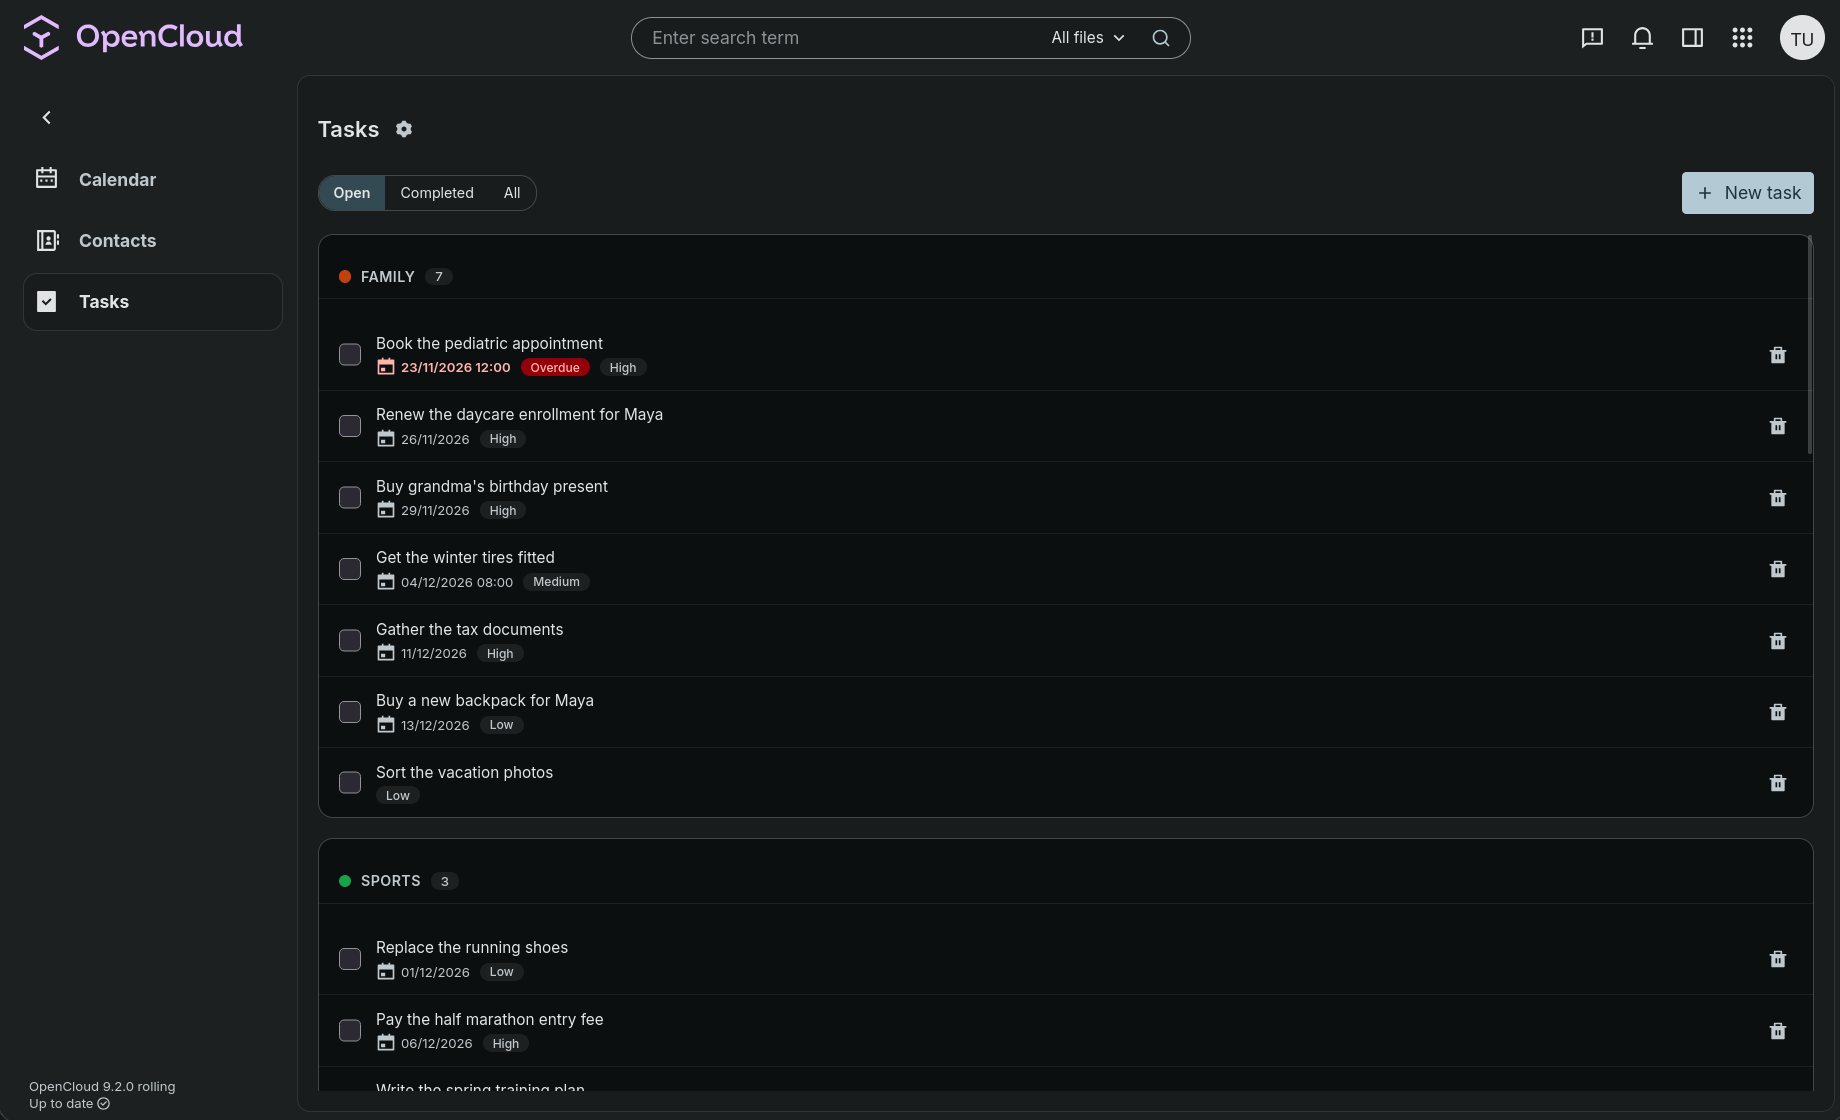 OpenCloud
Enter search term
All files
TU
Calendar
Contacts
Tasks
Tasks
Open
Completed
All
New task
FAMILY 7
Book the pediatric appointment
23/11/2026 12:00 Overdue High
Renew the daycare enrollment for Maya
26/11/2026 High
Buy grandma's birthday present
29/11/2026 High
Get the winter tires fitted
04/12/2026 08:00 Medium
Gather the tax documents
11/12/2026 High
Buy a new backpack for Maya
13/12/2026 Low
Sort the vacation photos
Low
SPORTS 3
Replace the running shoes
01/12/2026 Low
Pay the half marathon entry fee
06/12/2026 High
Write the spring training plan
OpenCloud 9.2.0 rolling
Up to date